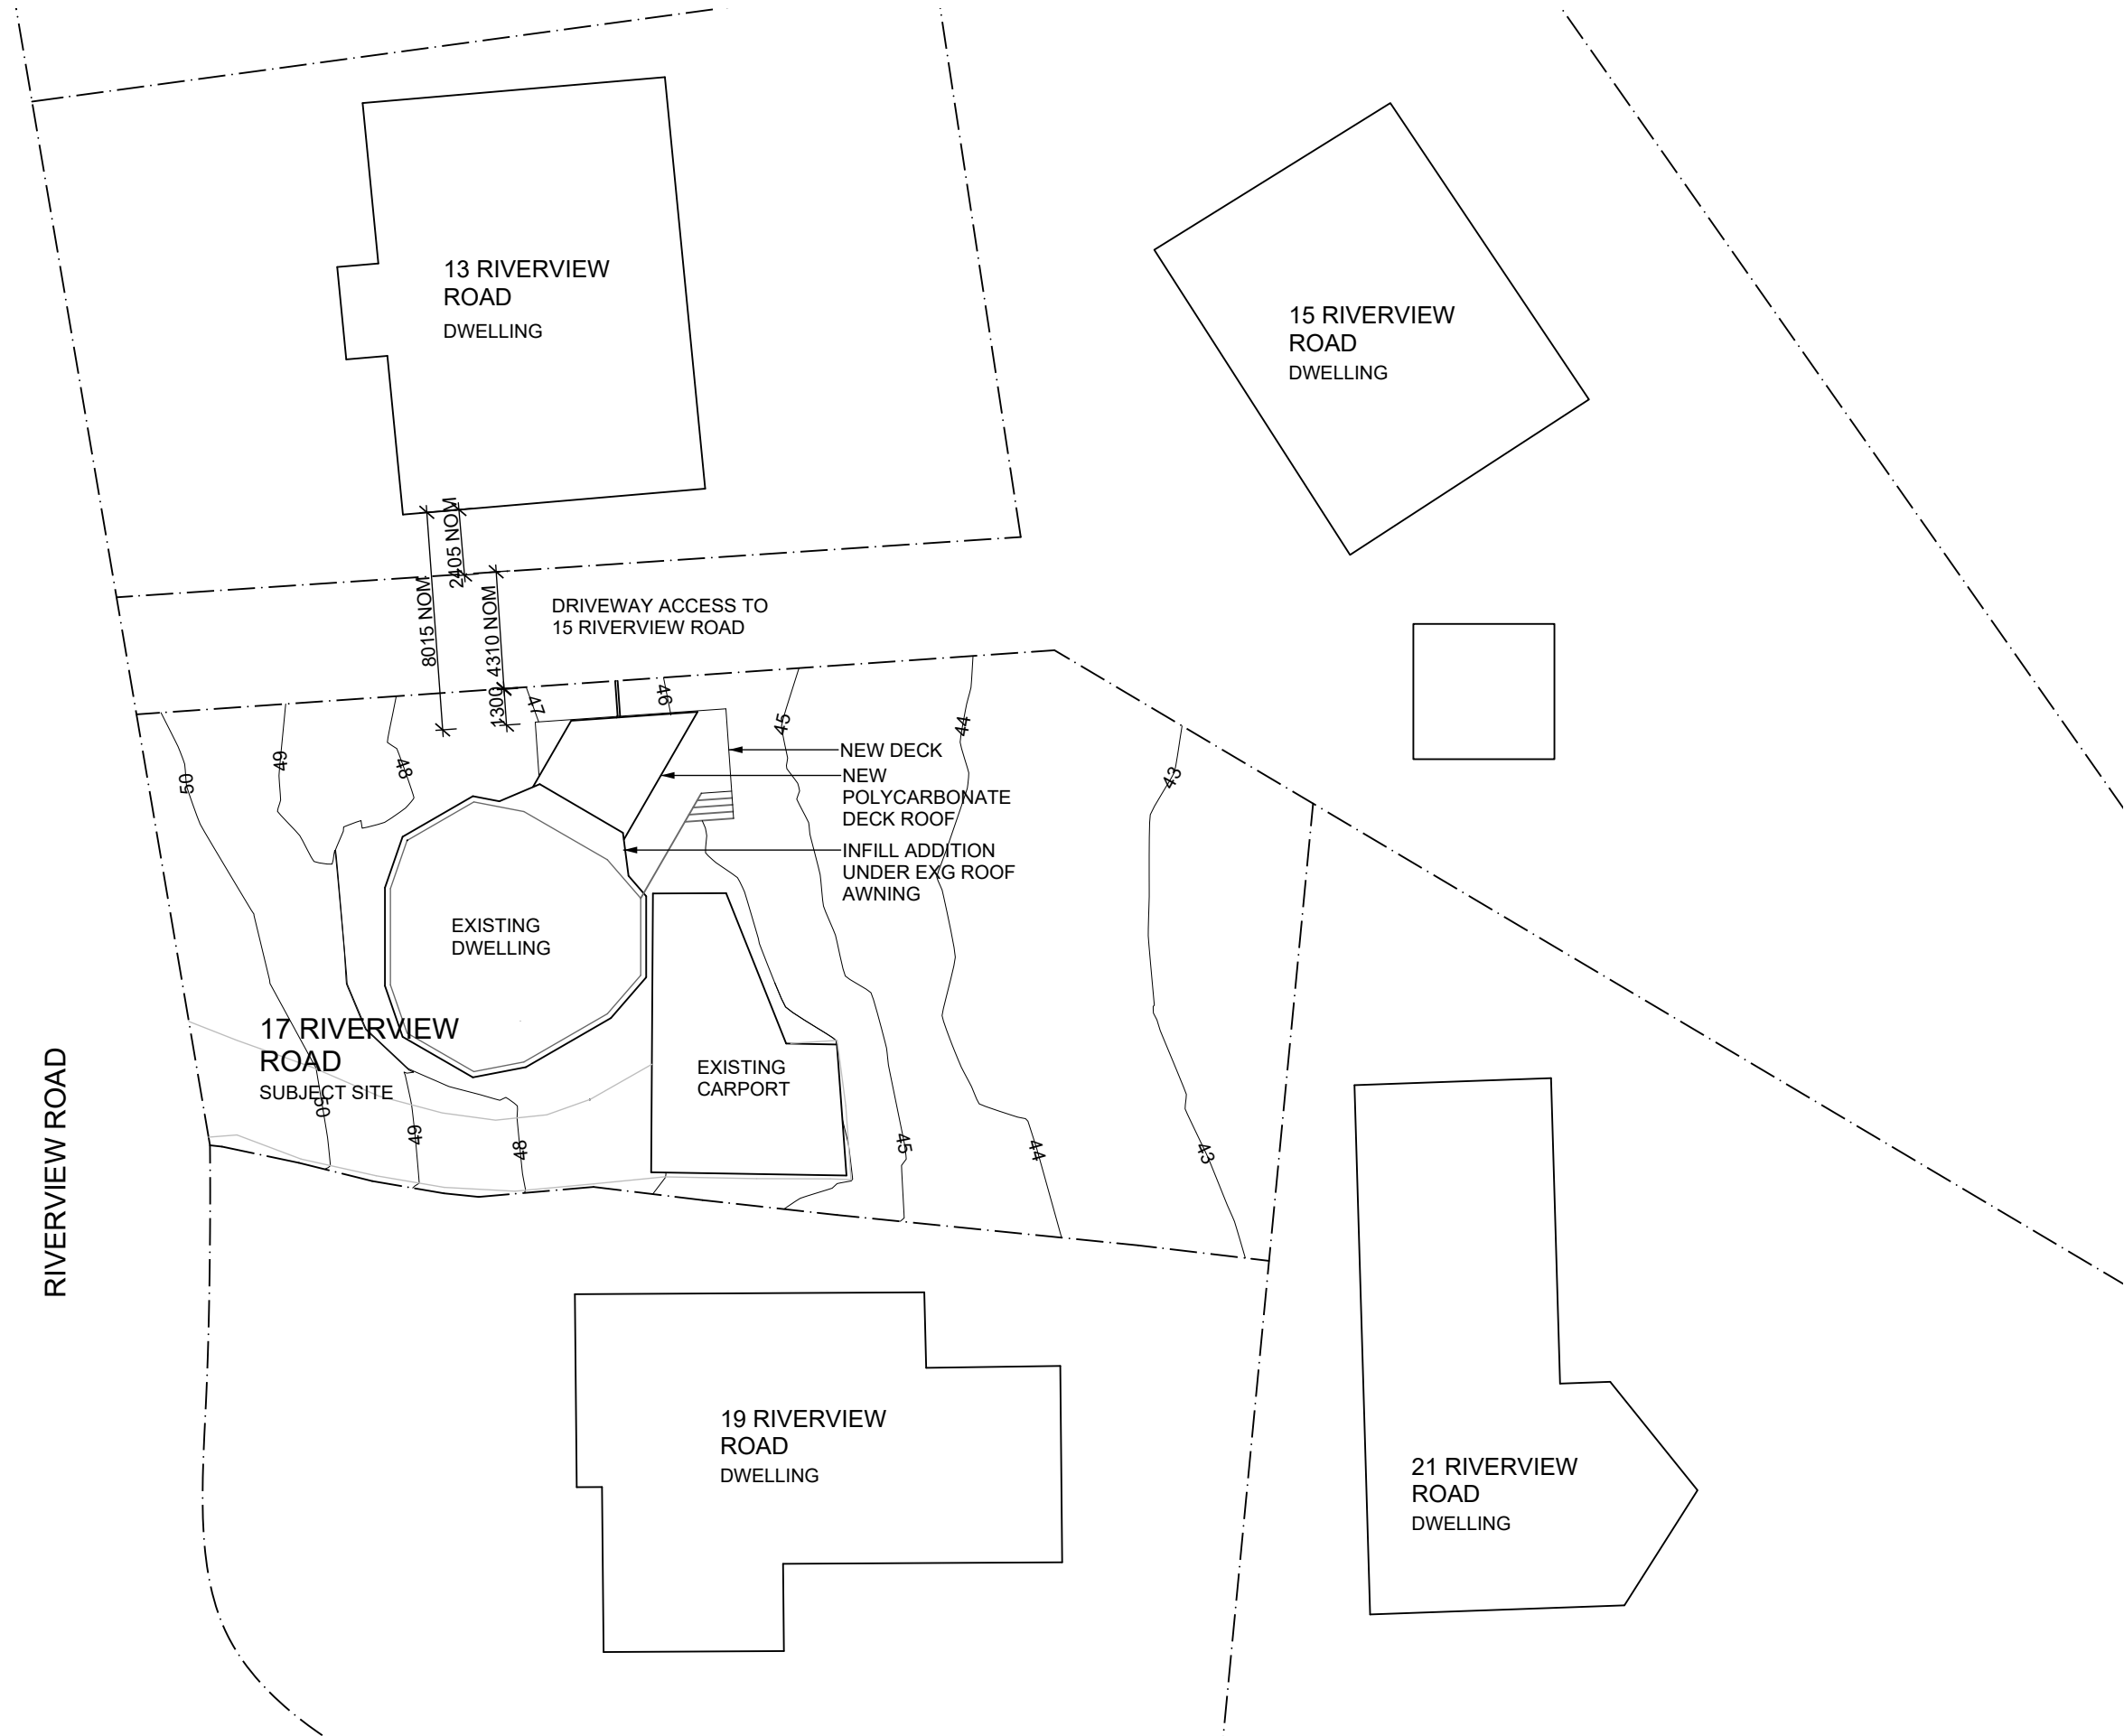 13 RIVERVIEW
ROAD
DWELLING
15 RIVERVIEW
ROAD
DWELLING
2405 NOM
8015 NOM
4310 NOM
1300
DRIVEWAY ACCESS TO
15 RIVERVIEW ROAD
47
46
45
44
43
50
49
48
NEW DECK
NEW
POLYCARBONATE
DECK ROOF
INFILL ADDITION
UNDER EXG ROOF
AWNING
EXISTING
DWELLING
17 RIVERVIEW
ROAD
SUBJECT SITE
EXISTING
CARPORT
50
49
48
45
44
43
RIVERVIEW ROAD
19 RIVERVIEW
ROAD
DWELLING
21 RIVERVIEW
ROAD
DWELLING